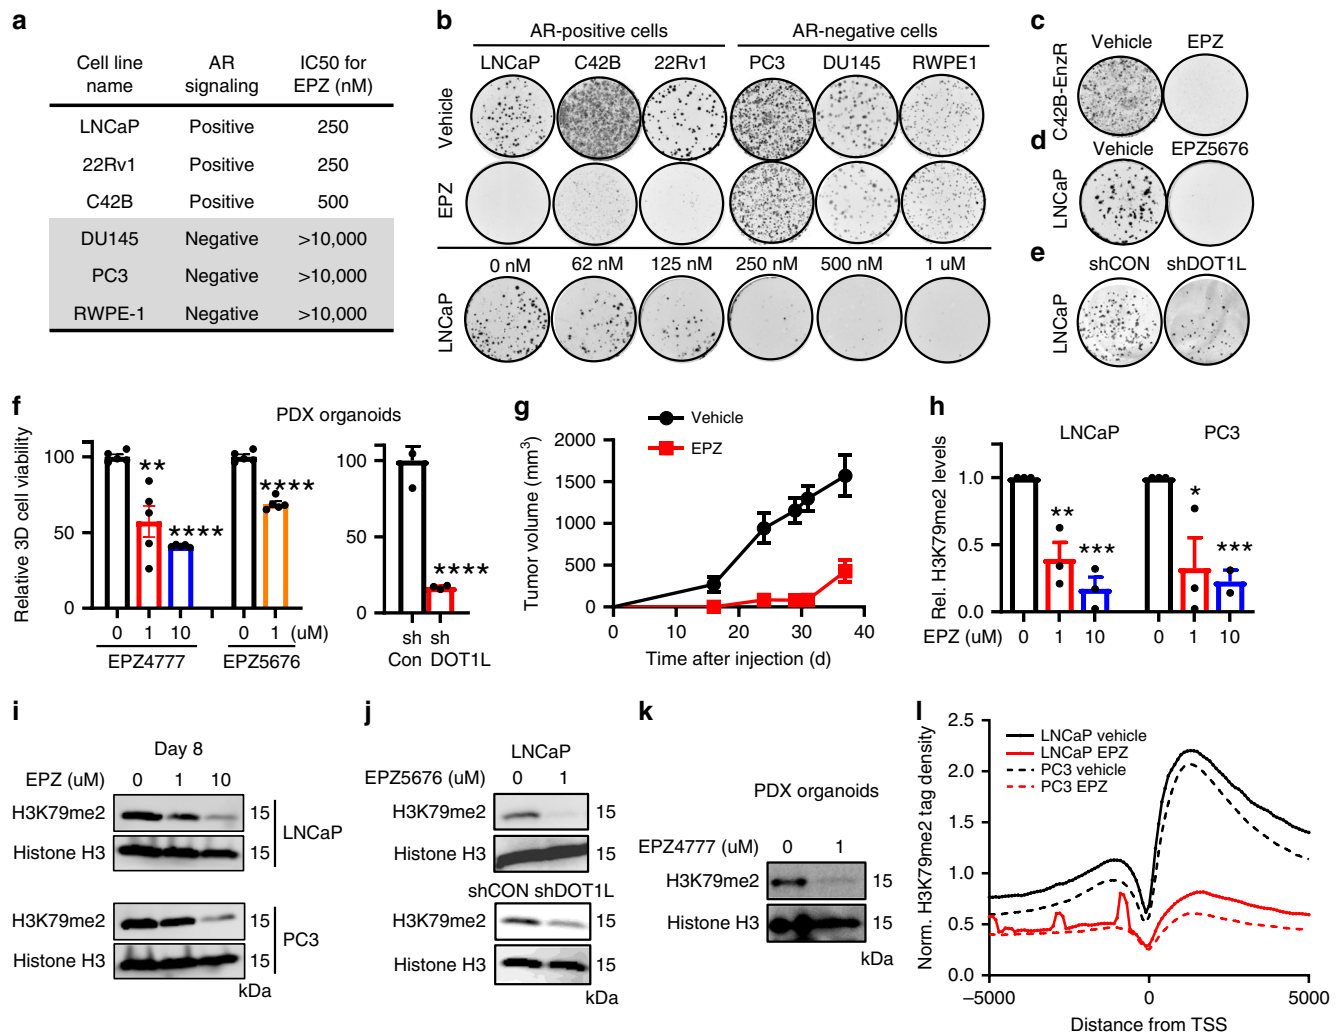 a
Cell line name
AR signaling
IC50 for EPZ (nM)
LNCaP Positive 250
22Rv1 Positive 250
C42B Positive 500
DU145 Negative >10,000
PC3 Negative >10,000
RWPE-1 Negative >10,000
b
AR-positive cells AR-negative cells
LNCaP C42B 22Rv1 PC3 DU145 RWPE1
Vehicle
EPZ
0 nM 62 nM 125 nM 250 nM 500 nM 1 uM
LNCaP
c
Vehicle EPZ
C42B-EnzR
d
Vehicle EPZ5676
LNCaP
e
shCON shDOT1L
LNCaP
f
PDX organoids
Relative 3D cell viability
100
50
0
**
****
****
0 1 10 0 1 (uM)
EPZ4777 EPZ5676
100
50
0
****
sh Con
sh DOT1L
g
Vehicle
EPZ
Tumor volume (mm³)
2000
1500
1000
500
0
0 10 20 30 40
Time after injection (d)
h
LNCaP PC3
Rel. H3K79me2 levels
1.0
0.5
0.0
**
***
*
***
EPZ (uM) 0 1 10 0 1 10
i
Day 8
EPZ (uM) 0 1 10
H3K79me2 15
Histone H3 15
LNCaP
H3K79me2 15
Histone H3 15
PC3
kDa
j
LNCaP
EPZ5676 (uM) 0 1
H3K79me2 15
Histone H3 15
shCON shDOT1L
H3K79me2 15
Histone H3 15
kDa
k
PDX organoids
EPZ4777 (uM) 0 1
H3K79me2 15
Histone H3 15
kDa
l
Norm. H3K79me2 tag density
2.5
2.0
1.5
1.0
0.5
0.0
LNCaP vehicle
LNCaP EPZ
PC3 vehicle
PC3 EPZ
−5000 0 5000
Distance from TSS